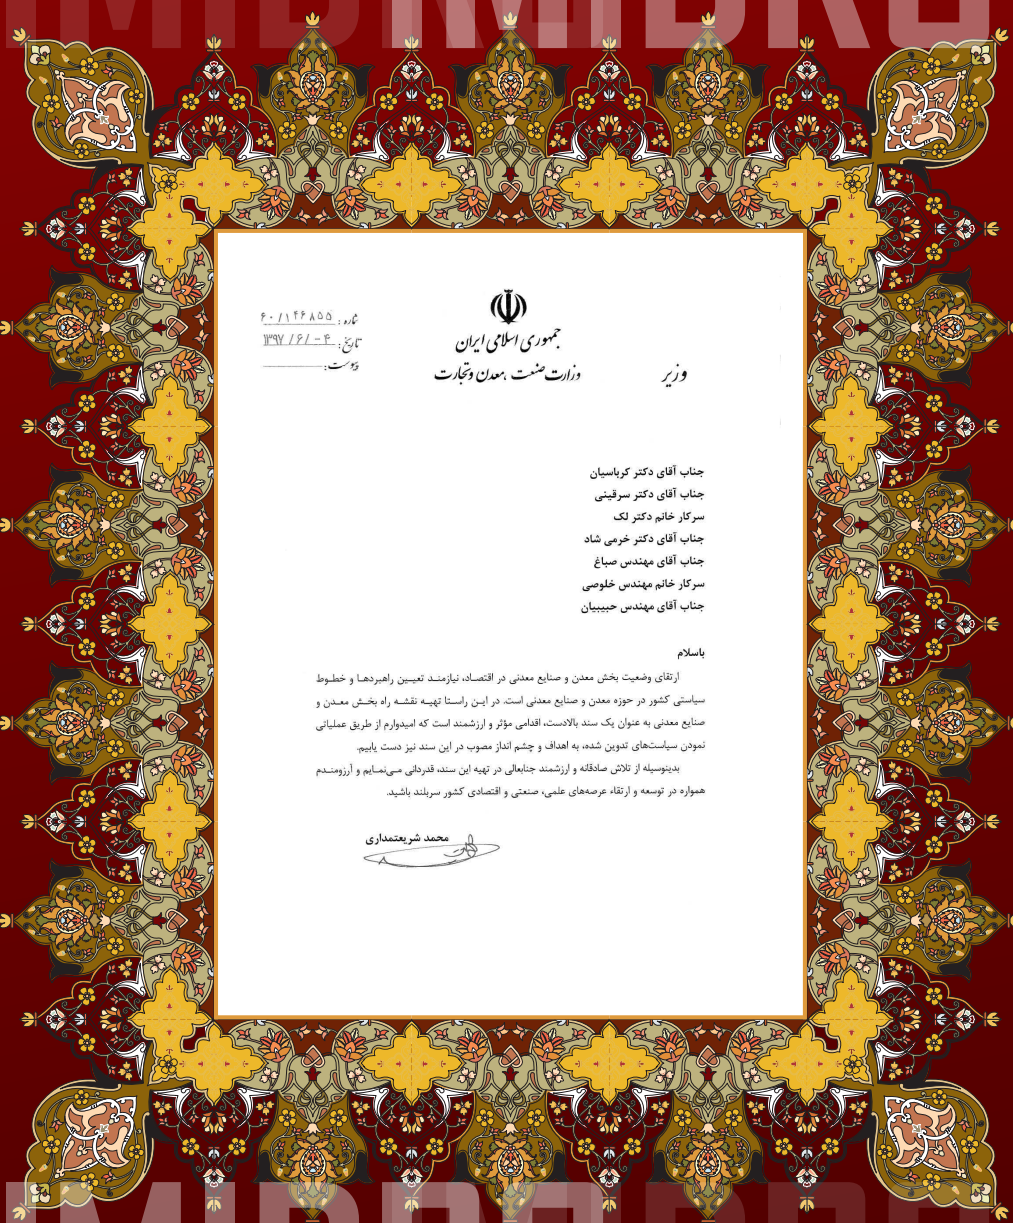 IMIDRO
شماره : ۶۰/۱۴۶۸۵۵
تاریخ : ۱۳۹۷/۶/-۴
پیوست :
جمهوری اسلامی ایران
وزارت صنعت ،معدن و تجارت
وزیر
جناب آقای دکتر کرباسیان
جناب آقای دکتر سرقینی
سرکار خانم دکتر لک
جناب آقای دکتر خرمی شاد
جناب آقای مهندس صباغ
سرکار خانم مهندس خلوصی
جناب آقای مهندس حبیبیان
باسلام
ارتقای وضعیت بخش معدن و صنایع معدنی در اقتصاد، نیازمند تعیین راهبردها و خطوط
سیاستی کشور در حوزه معدن و صنایع معدنی است. در این راستا تهیه نقشه راه بخش معدن و
صنایع معدنی به عنوان یک سند بالادست، اقدامی مؤثر و ارزشمند است که امیدوارم از طریق عملیاتی
نمودن سیاست‌های تدوین شده، به اهداف و چشم انداز مصوب در این سند نیز دست یابیم.
بدینوسیله از تلاش صادقانه و ارزشمند جنابعالی در تهیه این سند، قدردانی می‌نمایم و آرزومندم
همواره در توسعه و ارتقاء عرصه‌های علمی، صنعتی و اقتصادی کشور سربلند باشید.
محمد شریعتمداری